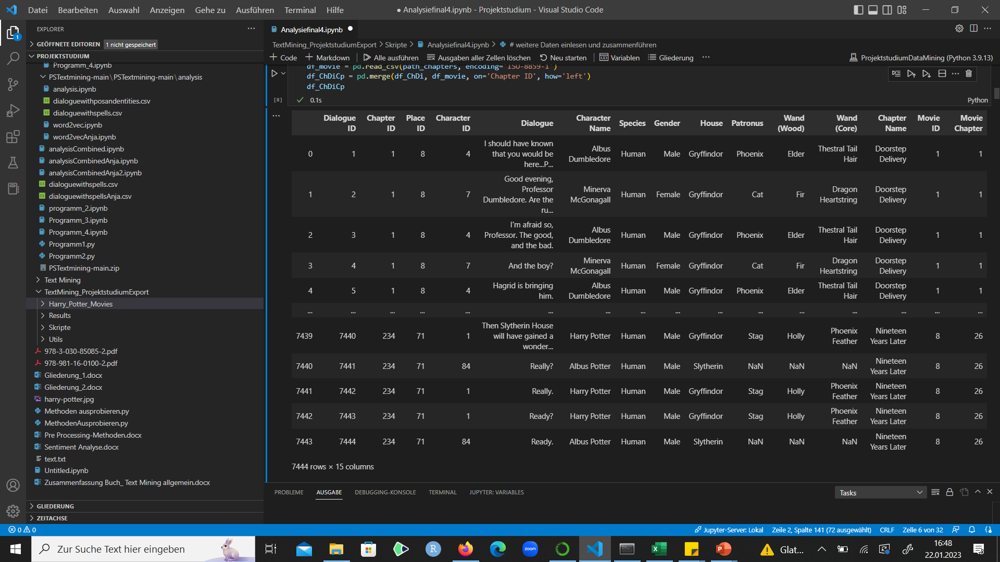 Datei Bearbeiten Auswahl Anzeigen Gehe zu Ausführen Terminal Hilfe
● Analysiefinal4.ipynb - Projektstudium - Visual Studio Code
EXPLORER
GEÖFFNETE EDITOREN 1 nicht gespeichert
PROJEKTSTUDIUM
Programm_4.ipynb
PSTextmining-main\PSTextmining-main\analysis
analysis.ipynb
dialoguewithposandentities.csv
dialoguewithspells.csv
word2vec.ipynb
word2vecAnja.ipynb
analysisCombined.ipynb
analysisCombinedAnja.ipynb
analysisCombinedAnja2.ipynb
dialoguewithspells.csv
dialoguewithspellsAnja.csv
programm_2.ipynb
Programm_3.ipynb
Programm_4.ipynb
Programm1.py
Programm2.py
PSTextmining-main.zip
Text Mining
TextMining_ProjektstudiumExport
Harry_Potter_Movies
Results
Skripte
Utils
978-3-030-85085-2.pdf
978-981-16-0100-2.pdf
Gliederung_1.docx
Gliederung_2.docx
harry-potter.jpg
Methoden ausprobieren.py
MethodenAusprobieren.py
Pre Processing-Methoden.docx
Sentiment Analyse.docx
text.txt
Untitled.ipynb
Zusammenfassung Buch_ Text Mining allgemein.docx
GLIEDERUNG
ZEITACHSE
Analysiefinal4.ipynb ●
TextMining_ProjektstudiumExport > Skripte > Analysiefinal4.ipynb > # weitere Daten einlesen und zusammenführen
+ Code + Markdown | Alle ausführen Ausgaben aller Zellen löschen Neu starten | Variablen Gliederung ...
ProjektstudiumDataMining (Python 3.9.13)
df_movie = pd.read_csv(path_chapters, encoding='ISO-8859-1')
df_ChDiCp = pd.merge(df_ChDi, df_movie, on='Chapter ID', how='left')
df_ChDiCp
[8] 0.1s Python
Dialogue ID Chapter ID Place ID Character ID Dialogue Character Name Species Gender House Patronus Wand (Wood) Wand (Core) Chapter Name Movie ID Movie Chapter
0 1 1 8 4 I should have known that you would be here...P... Albus Dumbledore Human Male Gryffindor Phoenix Elder Thestral Tail Hair Doorstep Delivery 1 1
1 2 1 8 7 Good evening, Professor Dumbledore. Are the ru... Minerva McGonagall Human Female Gryffindor Cat Fir Dragon Heartstring Doorstep Delivery 1 1
2 3 1 8 4 I'm afraid so, Professor. The good, and the bad. Albus Dumbledore Human Male Gryffindor Phoenix Elder Thestral Tail Hair Doorstep Delivery 1 1
3 4 1 8 7 And the boy? Minerva McGonagall Human Female Gryffindor Cat Fir Dragon Heartstring Doorstep Delivery 1 1
4 5 1 8 4 Hagrid is bringing him. Albus Dumbledore Human Male Gryffindor Phoenix Elder Thestral Tail Hair Doorstep Delivery 1 1
... ... ... ... ... ... ... ... ... ... ... ... ... ... ... ...
7439 7440 234 71 1 Then Slytherin House will have gained a wonder... Harry Potter Human Male Gryffindor Stag Holly Phoenix Feather Nineteen Years Later 8 26
7440 7441 234 71 84 Really? Albus Potter Human Male Slytherin NaN NaN NaN Nineteen Years Later 8 26
7441 7442 234 71 1 Really. Harry Potter Human Male Gryffindor Stag Holly Phoenix Feather Nineteen Years Later 8 26
7442 7443 234 71 1 Ready? Harry Potter Human Male Gryffindor Stag Holly Phoenix Feather Nineteen Years Later 8 26
7443 7444 234 71 84 Ready. Albus Potter Human Male Slytherin NaN NaN NaN Nineteen Years Later 8 26
7444 rows × 15 columns
PROBLEME AUSGABE DEBUGGING-KONSOLE TERMINAL JUPYTER: VARIABLES
Tasks
0 0
Jupyter-Server: Lokal Zeile 2, Spalte 141 (72 ausgewählt) CRLF Zelle 6 von 32
Zur Suche Text hier eingeben
zoom
Glat...
16:48
22.01.2023